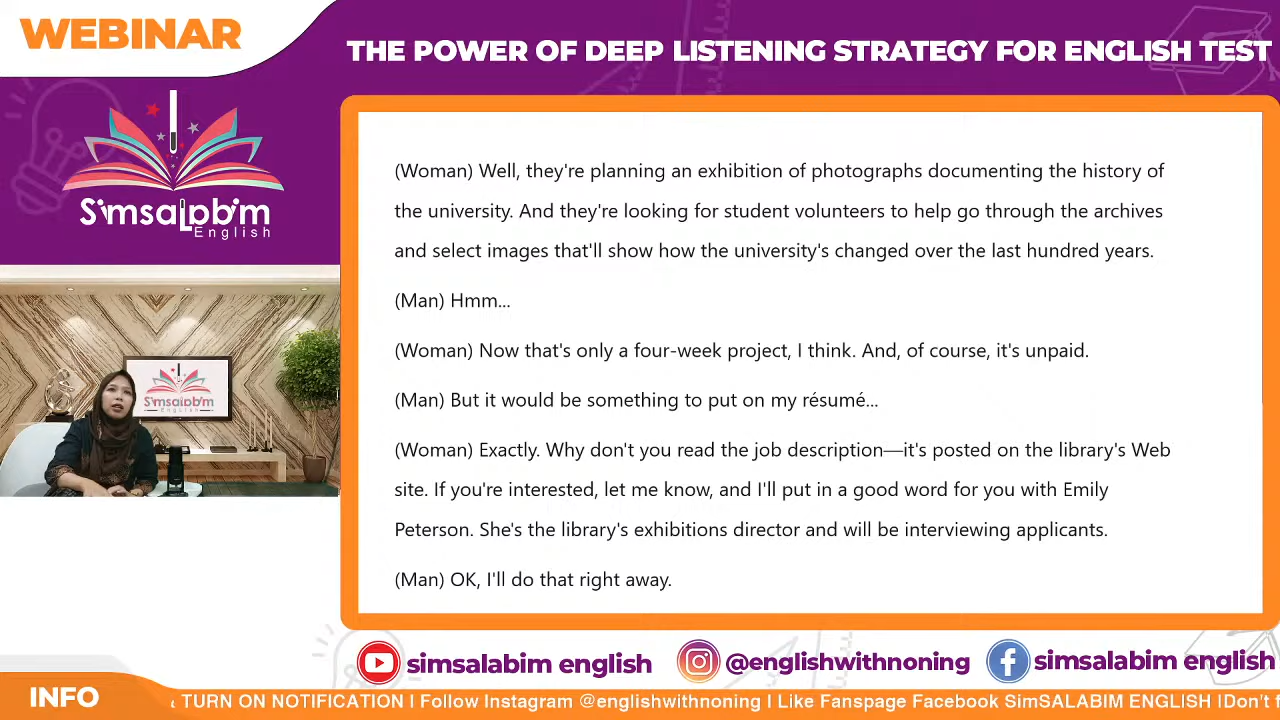 WEBINAR
THE POWER OF DEEP LISTENING STRATEGY FOR ENGLISH TEST
SimsalabimEnglish
(Woman) Well, they're planning an exhibition of photographs documenting the history of
the university. And they're looking for student volunteers to help go through the archives
and select images that'll show how the university's changed over the last hundred years.
(Man) Hmm...
(Woman) Now that's only a four-week project, I think. And, of course, it's unpaid.
(Man) But it would be something to put on my résumé...
(Woman) Exactly. Why don't you read the job description—it's posted on the library's Web
site. If you're interested, let me know, and I'll put in a good word for you with Emily
Peterson. She's the library's exhibitions director and will be interviewing applicants.
(Man) OK, I'll do that right away.
Simsalabim
English
simsalabim english
@englishwithnoning
simsalabim english
INFO
& TURN ON NOTIFICATION I Follow Instagram @englishwithnoning I Like Fanspage Facebook SimSALABIM ENGLISH IDon't